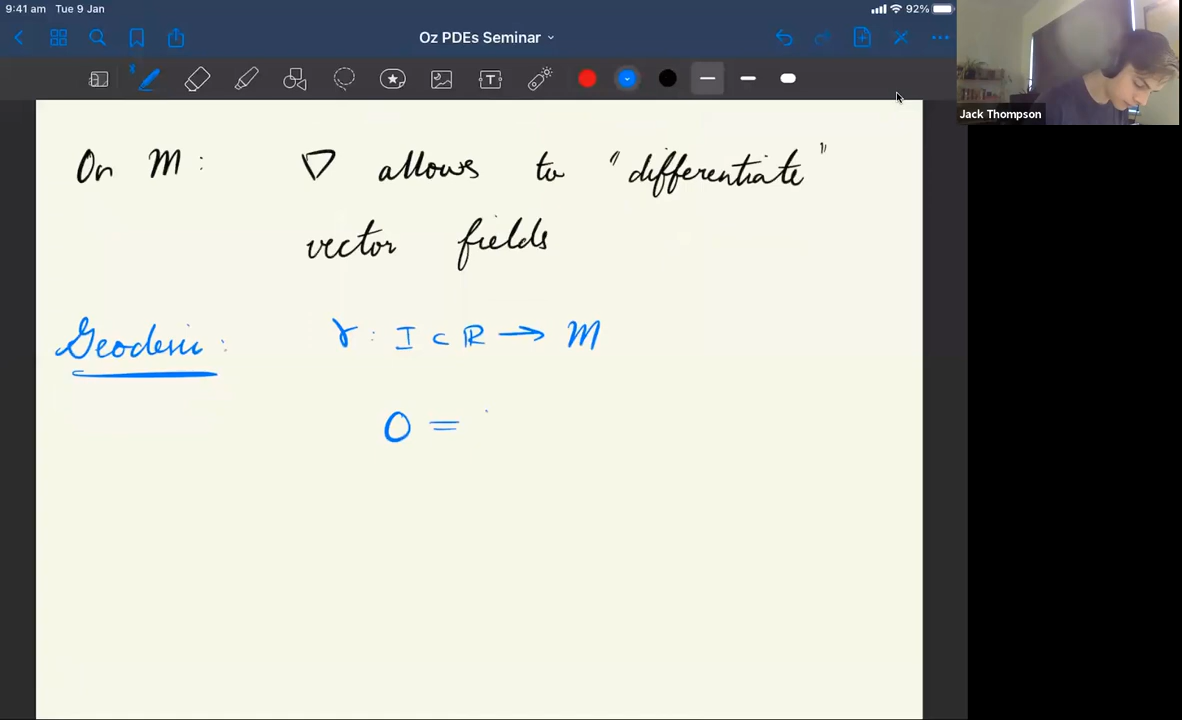 9:41 am Tue 9 Jan 92%
Oz PDEs Seminar
Jack Thompson
On M: ∇ allows to "differentiate"
vector fields
Geodesic: γ: I ⊂ ℝ → M
0 =